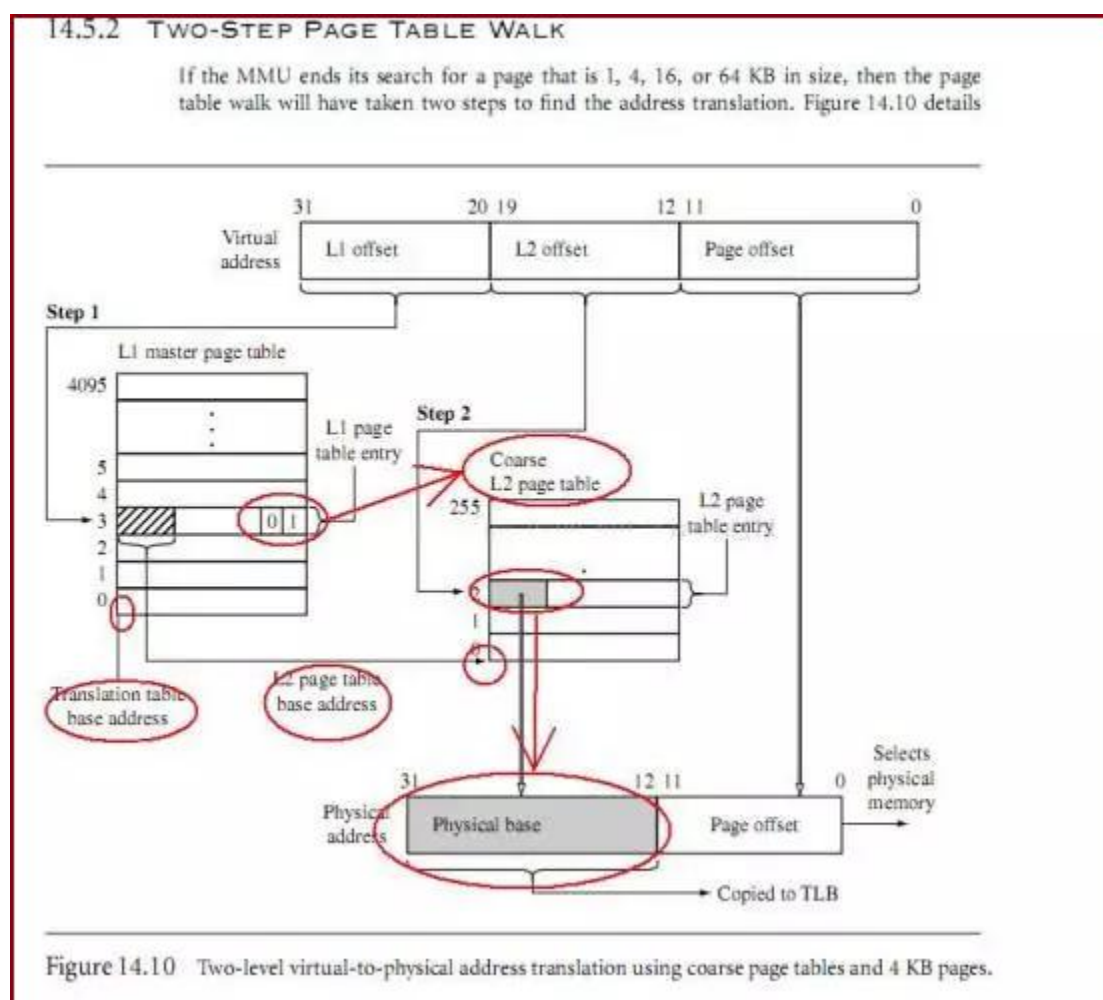 14.5.2 TWO-STEP PAGE TABLE WALK
If the MMU ends its search for a page that is 1, 4, 16, or 64 KB in size, then the page
table walk will have taken two steps to find the address translation. Figure 14.10 details
31 20 19 12 11 0
Virtual
address
L1 offset
L2 offset
Page offset
Step 1
L1 master page table
4095
5
4
3
2
1
0
0 1
L1 page
table entry
Step 2
Coarse
L2 page table
255
2
1
0
L2 page
table entry
Translation table
base address
L2 page table
base address
31 12 11 0
Physical
address
Physical base
Page offset
Selects
physical
memory
Copied to TLB
Figure 14.10 Two-level virtual-to-physical address translation using coarse page tables and 4 KB pages.